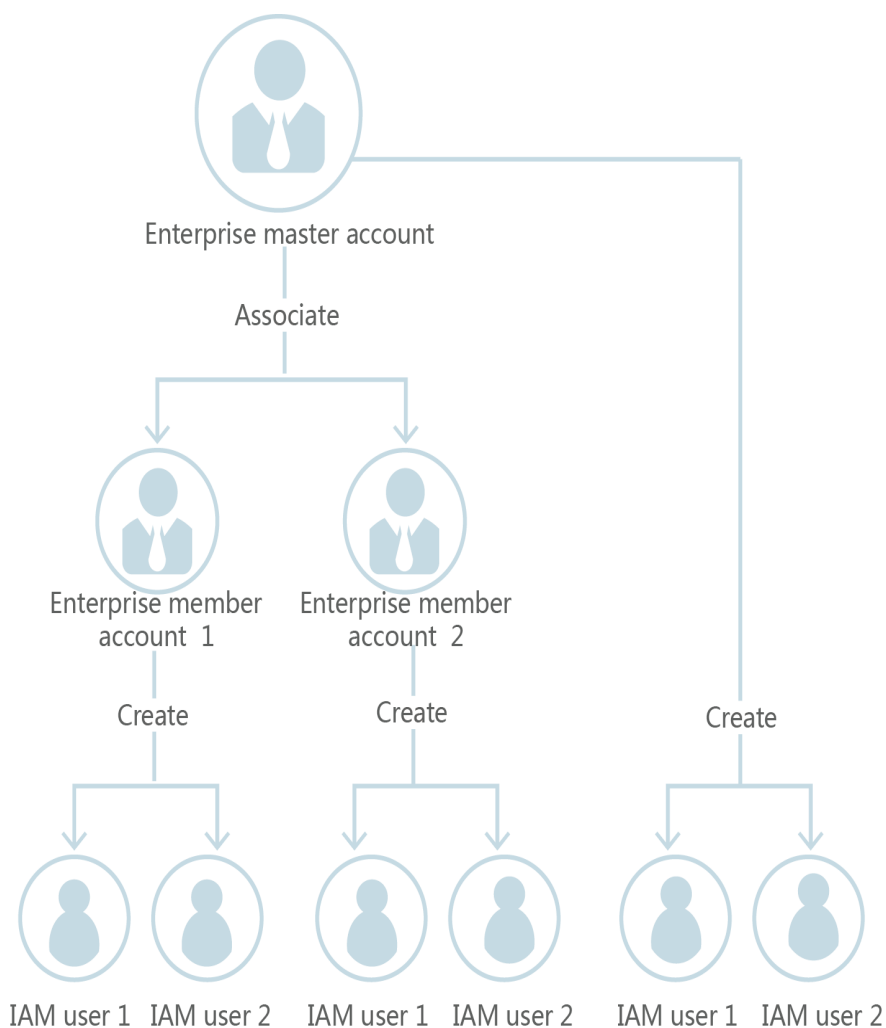 Enterprise master account
Associate
Enterprise member
account 1
Enterprise member
account 2
Create
Create
Create
IAM user 1
IAM user 2
IAM user 1
IAM user 2
IAM user 1
IAM user 2